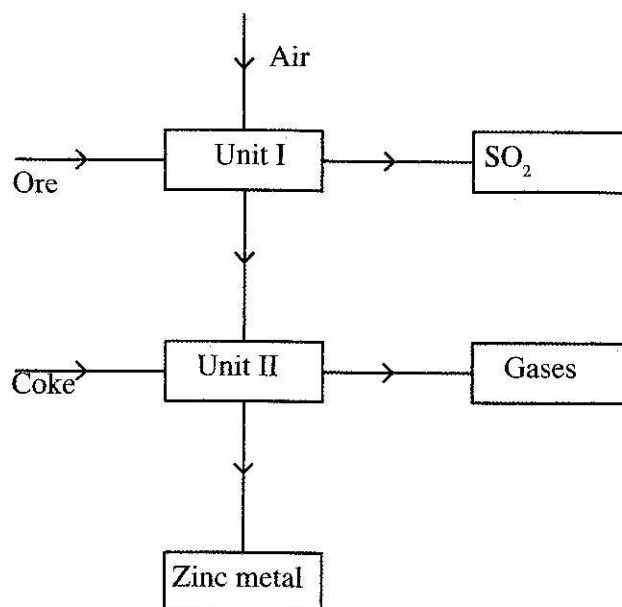 Air
Unit I
SO₂
Ore
Unit II
Gases
Coke
Zinc metal